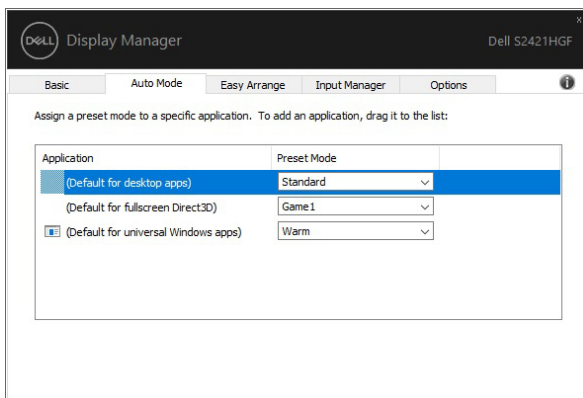 DELL Display Manager
Dell S2421HGF
Basic Auto Mode Easy Arrange Input Manager Options
Assign a preset mode to a specific application. To add an application, drag it to the list:
Application Preset Mode
(Default for desktop apps) Standard
(Default for fullscreen Direct3D) Game1
(Default for universal Windows apps) Warm